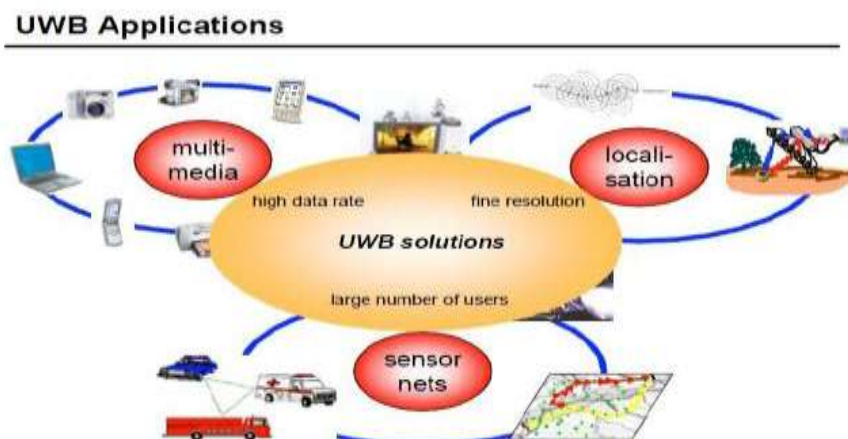 UWB Applications
multi-
media
locali-
sation
high data rate
fine resolution
UWB solutions
large number of users
sensor
nets